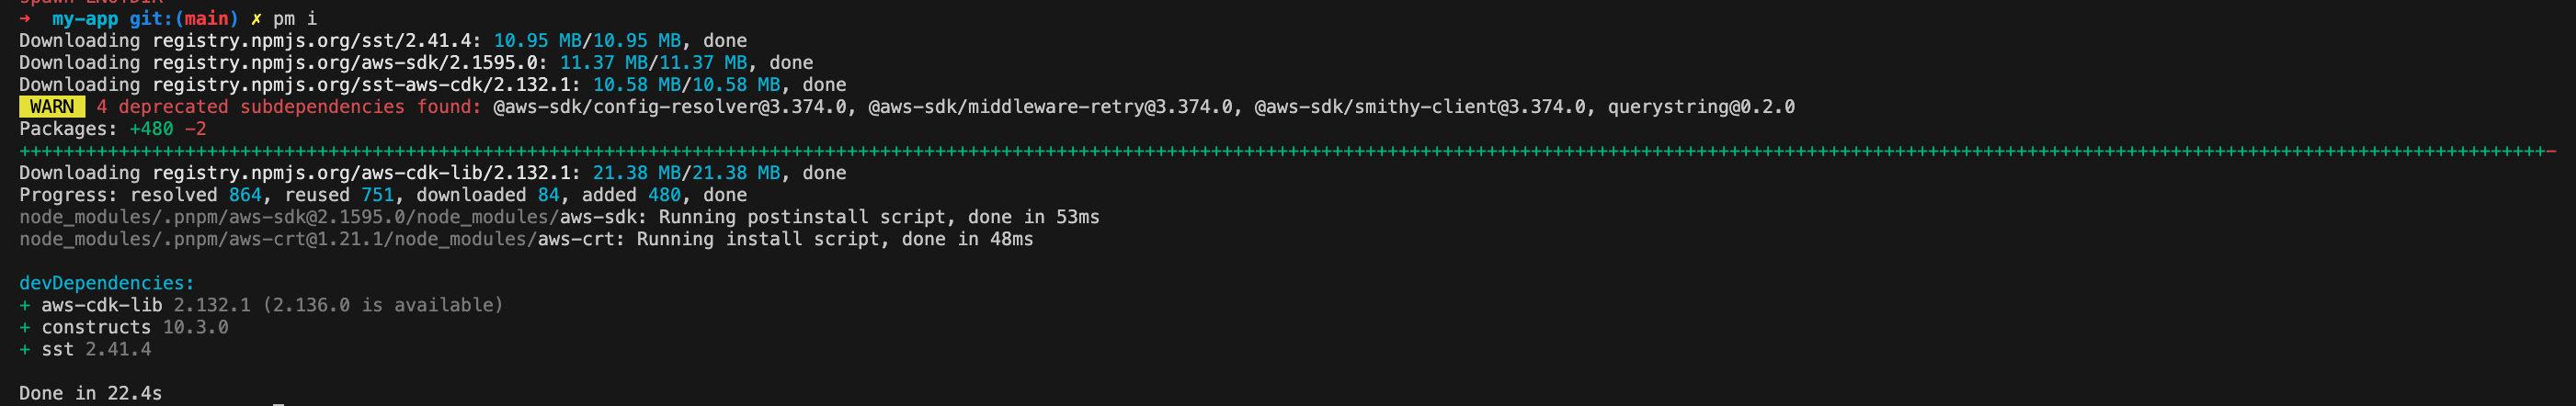 spawn ENOTDIR
→ my-app git:(main) ✗ pm i
Downloading registry.npmjs.org/sst/2.41.4: 10.95 MB/10.95 MB, done
Downloading registry.npmjs.org/aws-sdk/2.1595.0: 11.37 MB/11.37 MB, done
Downloading registry.npmjs.org/sst-aws-cdk/2.132.1: 10.58 MB/10.58 MB, done
WARN 4 deprecated subdependencies found: @aws-sdk/config-resolver@3.374.0, @aws-sdk/middleware-retry@3.374.0, @aws-sdk/smithy-client@3.374.0, querystring@0.2.0
Packages: +480 -2
++++++++++++++++++++++++++++++++++++++++++++++++++++++++++++++++++++++++++++++++++++++++++++++++++++++++++++++++++++++++++++++++++++++++++++++++++++++++++++++++++++++++++++++++++++++++++++++++++++++++++++++++++++++++++++++++++++++-
Downloading registry.npmjs.org/aws-cdk-lib/2.132.1: 21.38 MB/21.38 MB, done
Progress: resolved 864, reused 751, downloaded 84, added 480, done
node_modules/.pnpm/aws-sdk@2.1595.0/node_modules/aws-sdk: Running postinstall script, done in 53ms
node_modules/.pnpm/aws-crt@1.21.1/node_modules/aws-crt: Running install script, done in 48ms
devDependencies:
+ aws-cdk-lib 2.132.1 (2.136.0 is available)
+ constructs 10.3.0
+ sst 2.41.4
Done in 22.4s